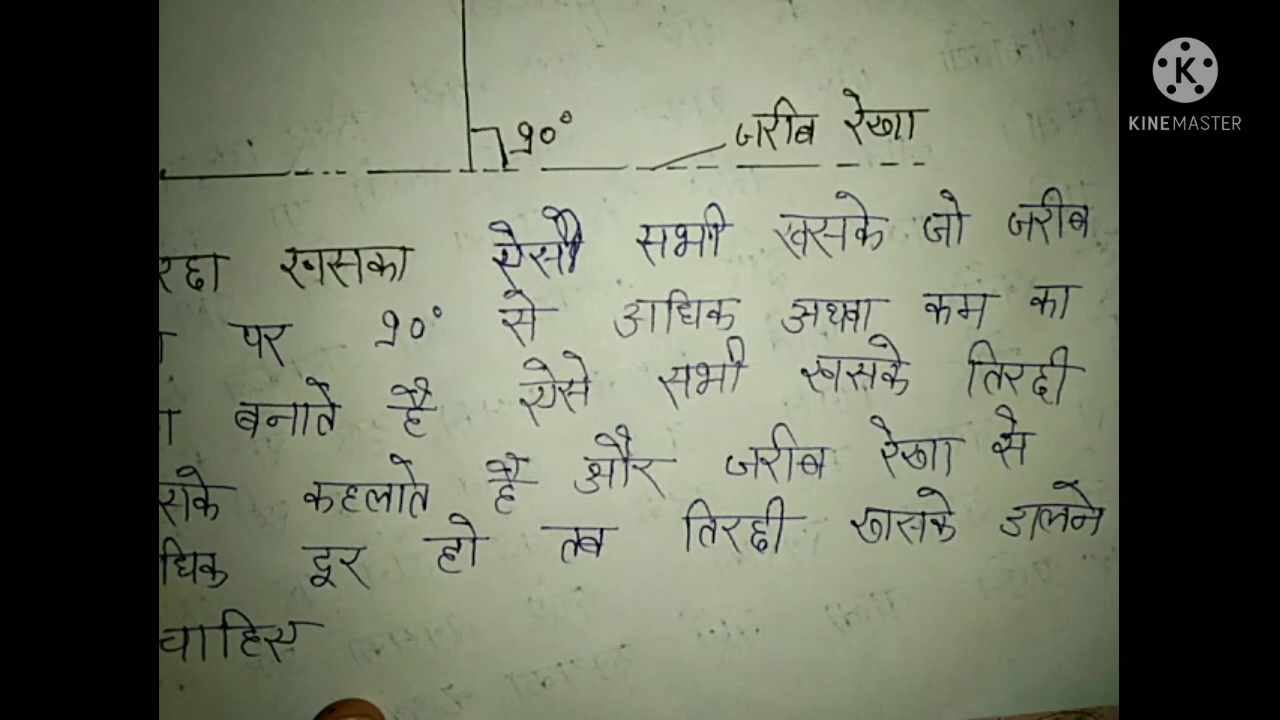 90°
जरीब रेखा
रछा खसका ऐसी सभी खसके जो जरीब
पर 90° से अधिक अथवा कम का
बनाते है ऐसे सभी खसके तिरछी
सके कहलाते है और जरीब रेखा से
धिक दूर हो तब तिरछी खसके डालने
चाहिए
K
KINEMASTER